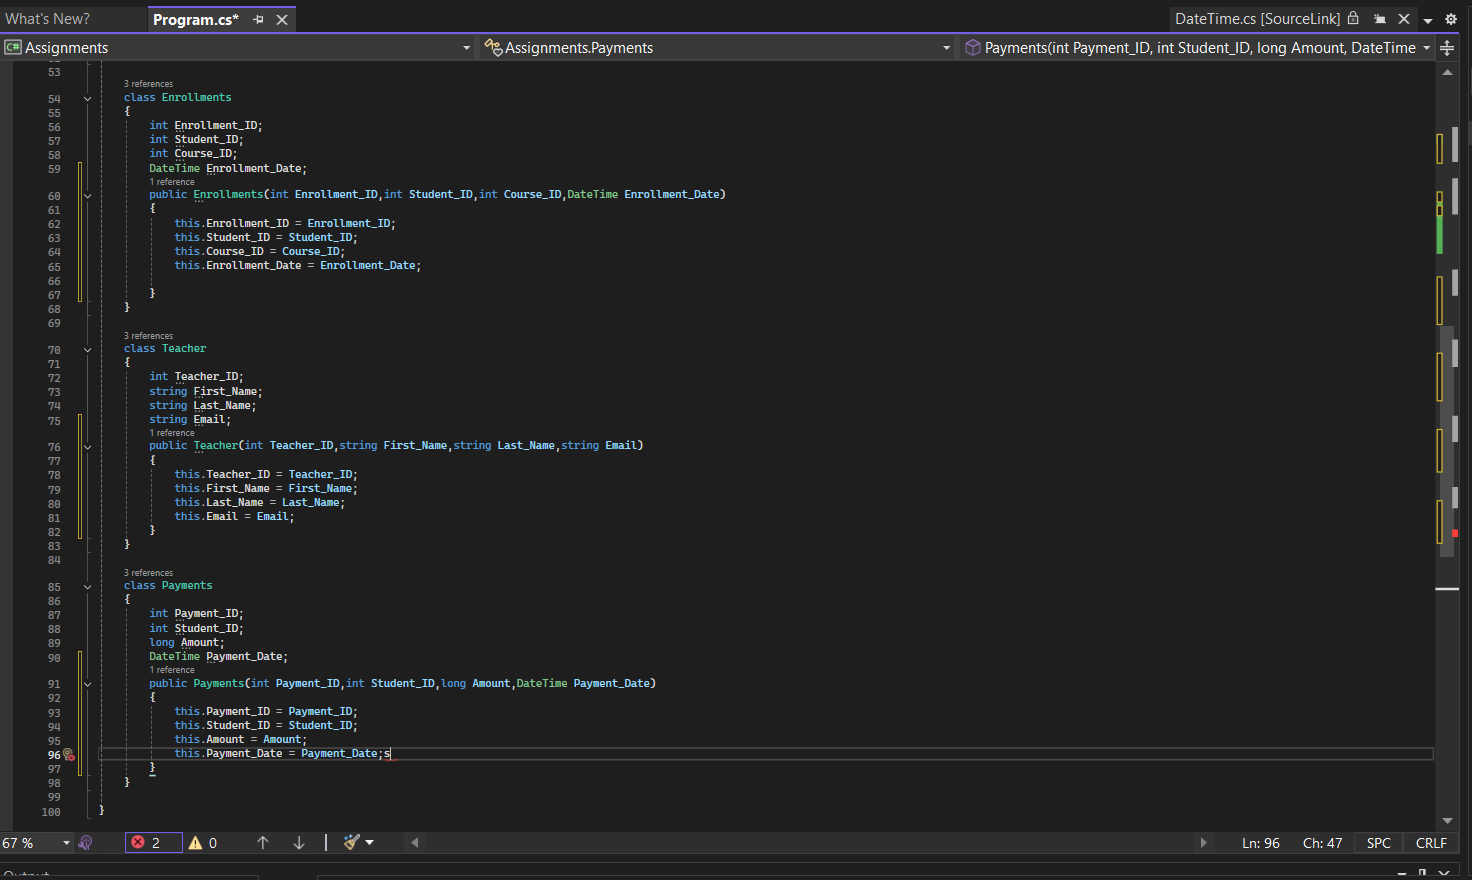 What's New?
Program.cs*
DateTime.cs [SourceLink]
C# Assignments
Assignments.Payments
Payments(int Payment_ID, int Student_ID, long Amount, DateTime
53
3 references
54 class Enrollments
55 {
56 int Enrollment_ID;
57 int Student_ID;
58 int Course_ID;
59 DateTime Enrollment_Date;
1 reference
60 public Enrollments(int Enrollment_ID,int Student_ID,int Course_ID,DateTime Enrollment_Date)
61 {
62 this.Enrollment_ID = Enrollment_ID;
63 this.Student_ID = Student_ID;
64 this.Course_ID = Course_ID;
65 this.Enrollment_Date = Enrollment_Date;
66
67 }
68 }
69
3 references
70 class Teacher
71 {
72 int Teacher_ID;
73 string First_Name;
74 string Last_Name;
75 string Email;
1 reference
76 public Teacher(int Teacher_ID,string First_Name,string Last_Name,string Email)
77 {
78 this.Teacher_ID = Teacher_ID;
79 this.First_Name = First_Name;
80 this.Last_Name = Last_Name;
81 this.Email = Email;
82 }
83 }
84
3 references
85 class Payments
86 {
87 int Payment_ID;
88 int Student_ID;
89 long Amount;
90 DateTime Payment_Date;
1 reference
91 public Payments(int Payment_ID,int Student_ID,long Amount,DateTime Payment_Date)
92 {
93 this.Payment_ID = Payment_ID;
94 this.Student_ID = Student_ID;
95 this.Amount = Amount;
96 this.Payment_Date = Payment_Date;s
97 }
98 }
99
100 }
67 %
2
0
Ln: 96
Ch: 47
SPC
CRLF